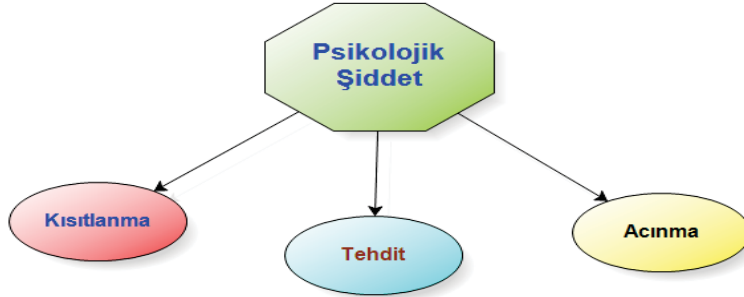 Psikolojik
Şiddet
Kısıtlanma
Tehdit
Acınma